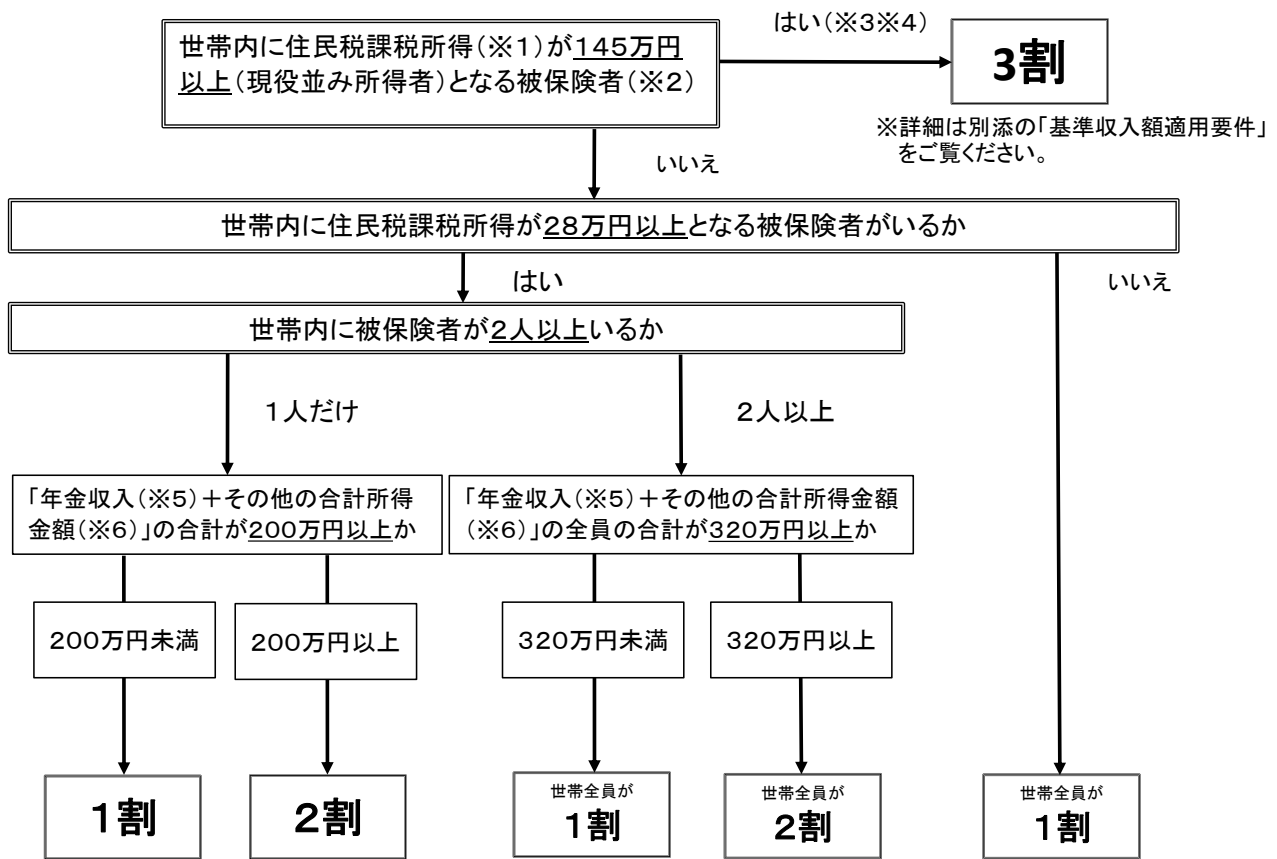 世帯内に住民税課税所得(※1)が145万円
以上(現役並み所得者)となる被保険者(※2)
はい(※3※4)
3割
※詳細は別添の「基準収入額適用要件」
をご覧ください。
いいえ
世帯内に住民税課税所得が28万円以上となる被保険者がいるか
はい
いいえ
世帯内に被保険者が2人以上いるか
1人だけ
2人以上
「年金収入(※5)+その他の合計所得
金額(※6)」の合計が200万円以上か
「年金収入(※5)+その他の合計所得金額
(※6)」の全員の合計が320万円以上か
200万円未満
200万円以上
320万円未満
320万円以上
1割
2割
世帯全員が
1割
世帯全員が
2割
世帯全員が
1割